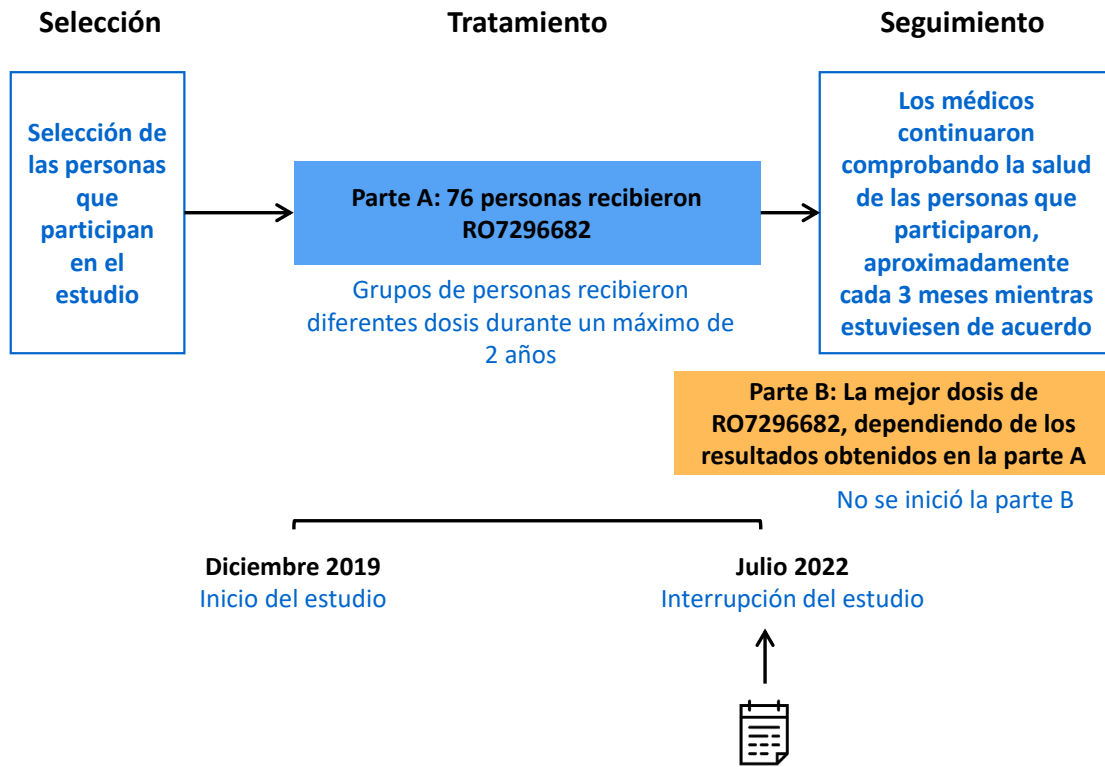 Selección
Tratamiento
Seguimiento
Selección de
las personas
que
participan
en el
estudio
Parte A: 76 personas recibieron
RO7296682
Grupos de personas recibieron
diferentes dosis durante un máximo de
2 años
Los médicos
continuaron
comprobando la salud
de las personas que
participaron,
aproximadamente
cada 3 meses mientras
estuviesen de acuerdo
Parte B: La mejor dosis de
RO7296682, dependiendo de los
resultados obtenidos en la parte A
No se inició la parte B
Diciembre 2019
Inicio del estudio
Julio 2022
Interrupción del estudio